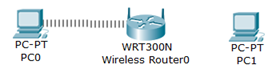 PC-PT
PC0
WRT300N
Wireless Router0
PC-PT
PC1